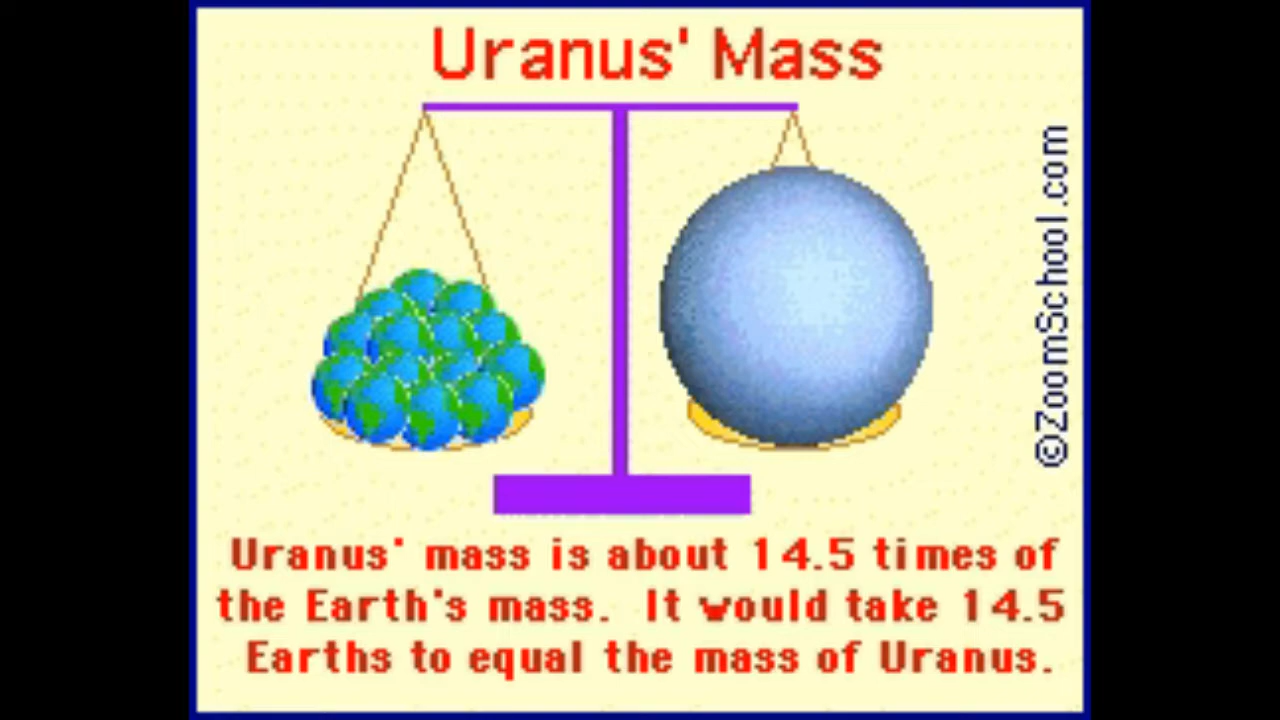 Uranus' Mass
©ZoomSchool.com
Uranus' mass is about 14.5 times of
the Earth's mass. It would take 14.5
Earths to equal the mass of Uranus.